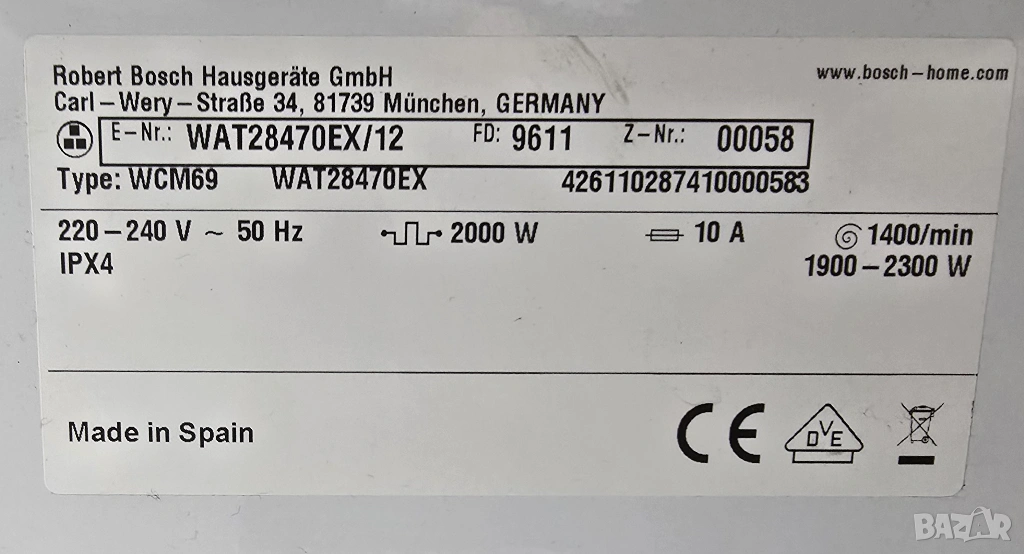 Robert Bosch Hausgeräte GmbH www.bosch-home.com
Carl-Wery-Straße 34, 81739 München, GERMANY
E-Nr.: WAT28470EX/12 FD: 9611 Z-Nr.: 00058
Type: WCM69 WAT28470EX 426110287410000583
220-240 V ~ 50 Hz 2000 W 10 A 1400/min
IPX4 1900-2300 W
Made in Spain CE DVE
BAZAR